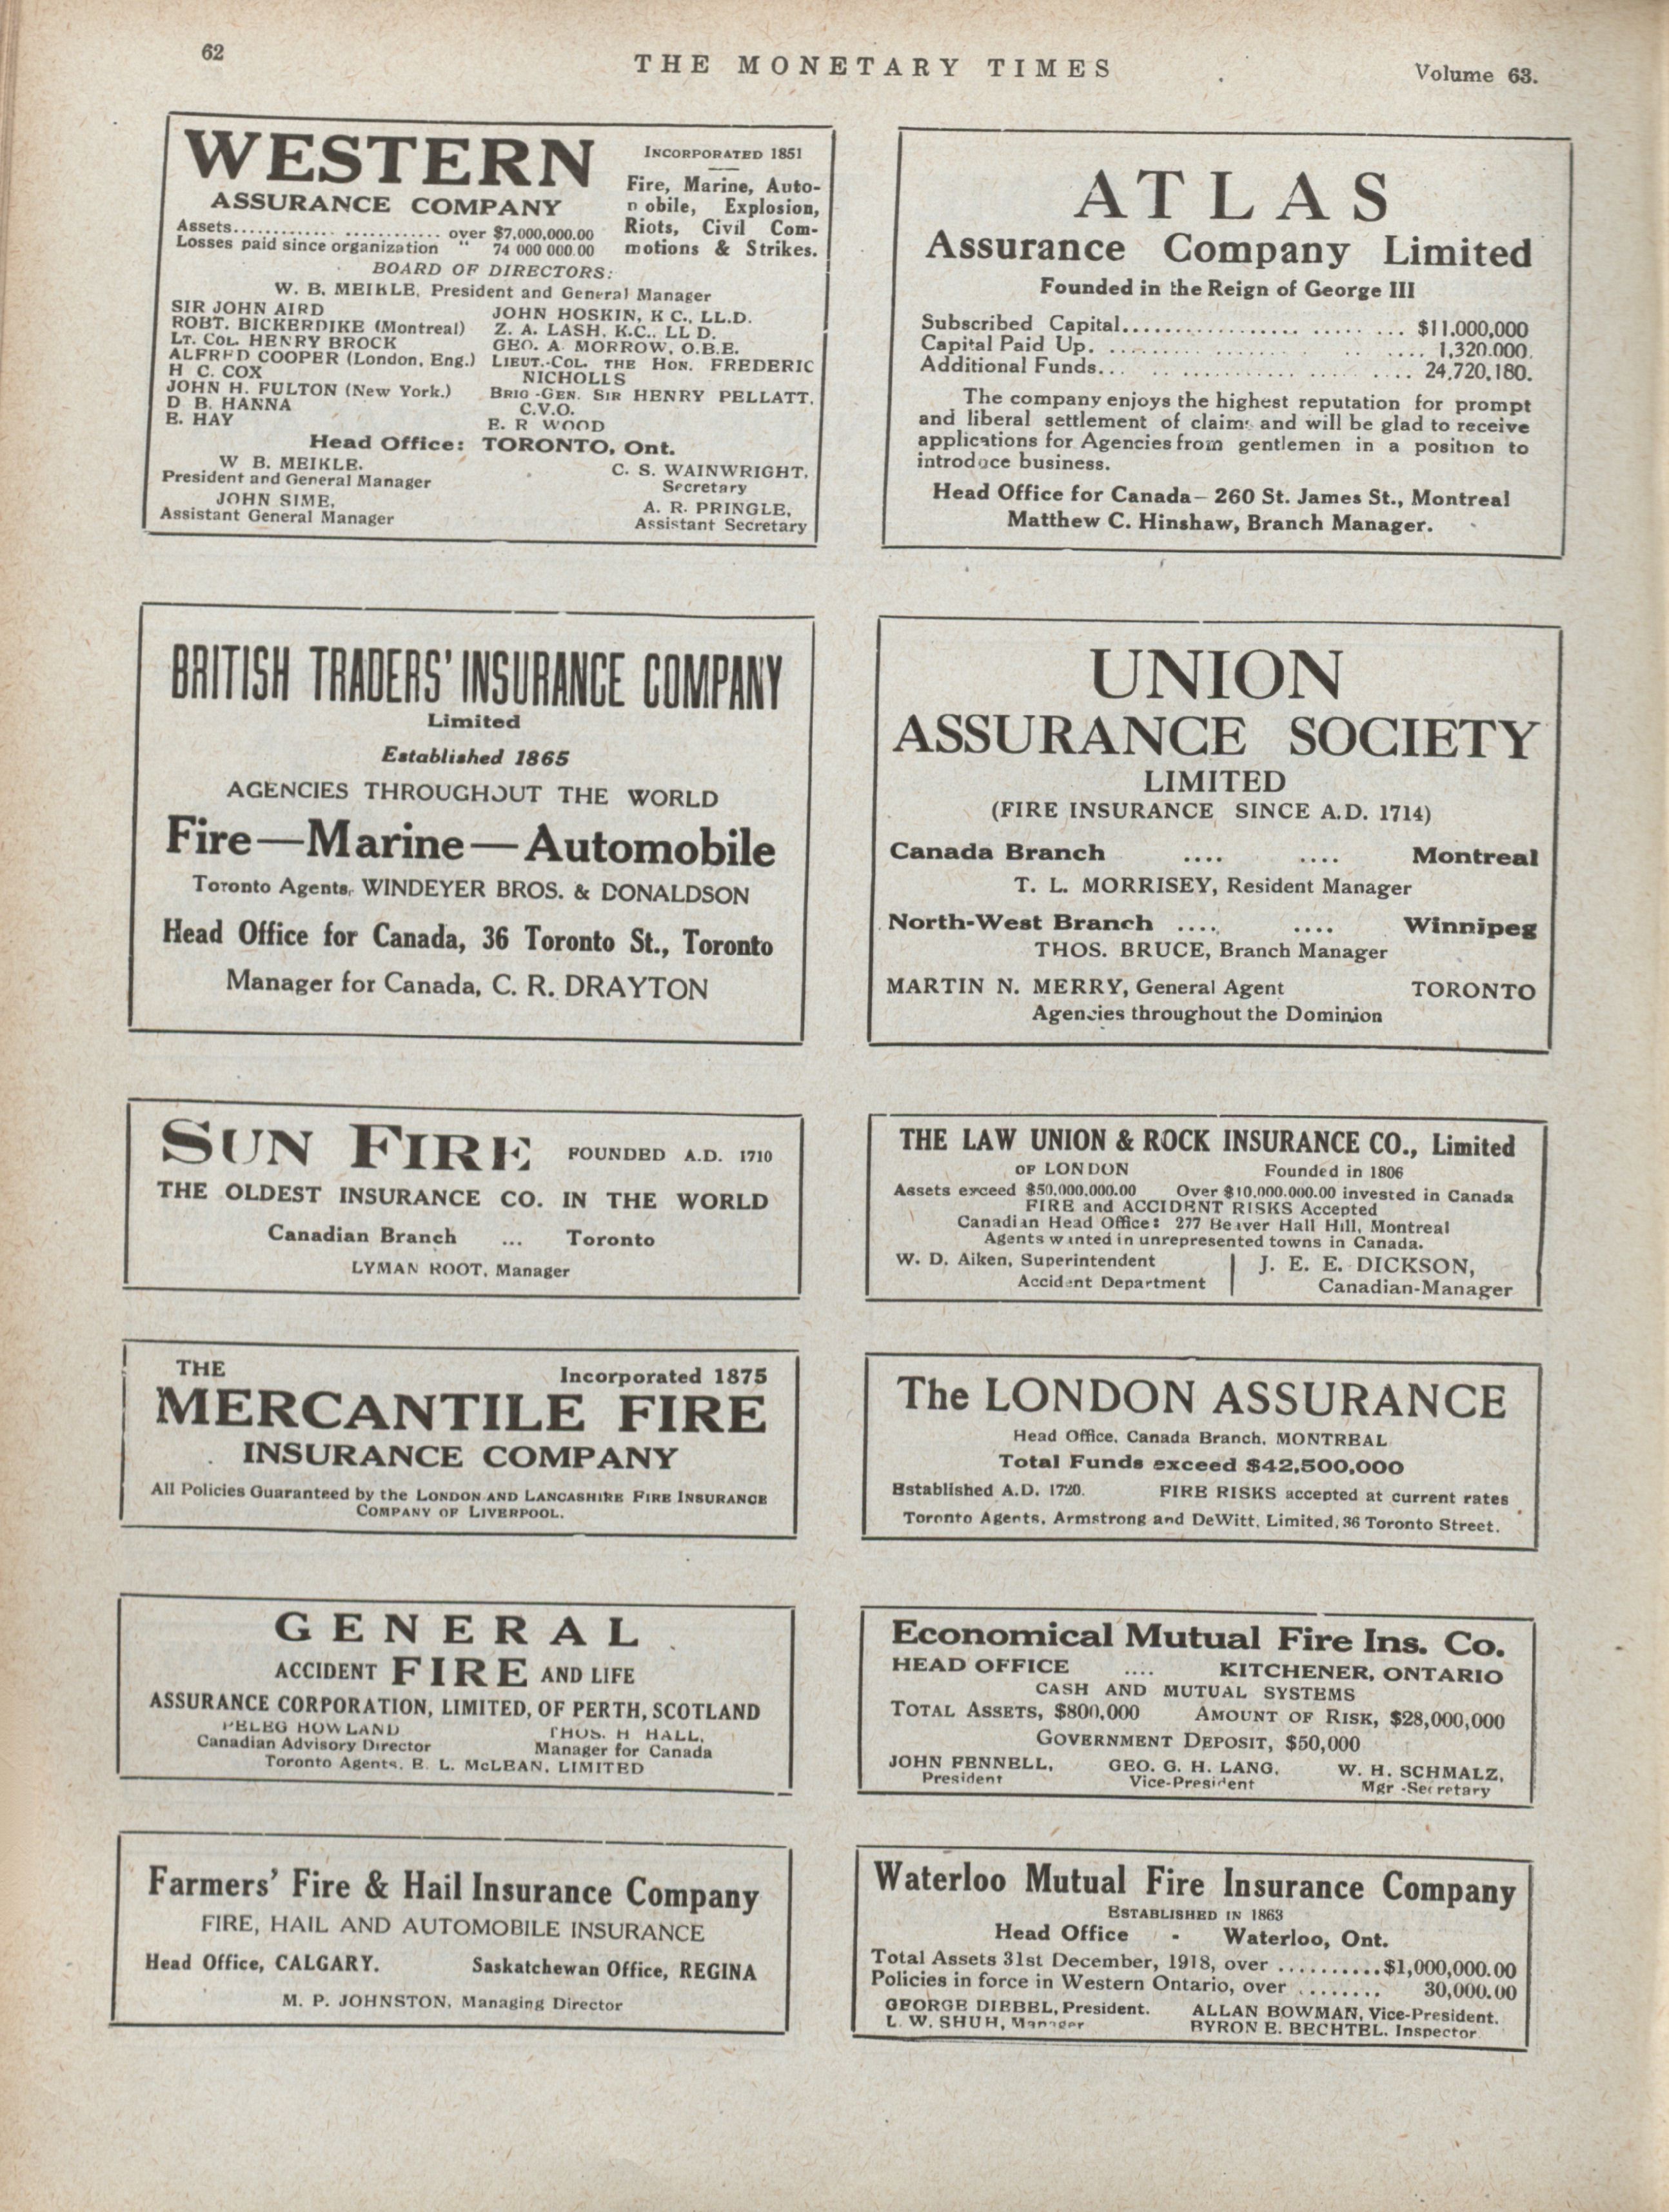 62
THE MONETARY TIMES
Volume 63.
WESTERN
ASSURANCE COMPANY
INCORPORATED 1851
Fire, Marine, Auto-
n obile, Explosion,
Riots, Civil Com-
motions & Strikes.
Assets............. ............ over $7,000,000.00
Losses paid since organization " 74 000 000.00
BOARD OF DIRECTORS:
W. B. MEIKLE, President and General Manager
SIR JOHN AIRD
ROBT. BICKERDIKE (Montreal)
LT. COL. HENRY BROCK
ALFRED COOPER (London, Eng.)
H C. COX
JOHN H. FULTON (New York.)
D B. HANNA
E. HAY
JOHN HOSKIN, K C., LL.D.
Z. A. LASH, K.C., LL D.
GEO. A. MORROW, O.B.E.
LIEUT.-COL. THE HON. FREDERIC
NICHOLLS
BRIG -GEN. SIR HENRY PELLATT,
C.V.O.
E. R WOOD
Head Office: TORONTO, Ont.
W B. MEIKLE,
President and General Manager
JOHN SIME,
Assistant General Manager
C. S. WAINWRIGHT,
Secretary
A. R. PRINGLE,
Assistant Secretary
ATLAS
Assurance Company Limited
Founded in the Reign of George III
Subscribed Capital................ ..... ... $11,000,000
Capital Paid Up. ......... .......... .. .. .... 1,320.000.
Additional Funds... .. ............ ..... .... 24,720,180.
The company enjoys the highest reputation for prompt
and liberal settlement of claims and will be glad to receive
applications for Agencies from gentlemen in a position to
introduce business.
Head Office for Canada—260 St. James St., Montreal
Matthew C. Hinshaw, Branch Manager.
BRITISH TRADERS' INSURANCE COMPANY
Limited
Established 1865
AGENCIES THROUGHOUT THE WORLD
Fire—Marine—Automobile
Toronto Agents, WINDEYER BROS. & DONALDSON
Head Office for Canada, 36 Toronto St., Toronto
Manager for Canada, C. R. DRAYTON
UNION
ASSURANCE SOCIETY
LIMITED
(FIRE INSURANCE SINCE A.D. 1714)
Canada Branch .... .... Montreal
T. L. MORRISEY, Resident Manager
North-West Branch .... .... Winnipeg
THOS. BRUCE, Branch Manager
MARTIN N. MERRY, General Agent TORONTO
Agencies throughout the Dominion
SUN FIRE FOUNDED A.D. 1710
THE OLDEST INSURANCE CO. IN THE WORLD
Canadian Branch ... Toronto
LYMAN ROOT, Manager
THE LAW UNION & ROCK INSURANCE CO., Limited
OF LONDON Founded in 1806
Assets exceed $50,000,000.00 Over $10,000,000.00 invested in Canada
FIRE and ACCIDENT RISKS Accepted
Canadian Head Office: 277 Beaver Hall Hill, Montreal
Agents wanted in unrepresented towns in Canada.
W. D. Aiken, Superintendent
Accident Department
J. E. E. DICKSON,
Canadian-Manager
THE Incorporated 1875
MERCANTILE FIRE
INSURANCE COMPANY
All Policies Guaranteed by the LONDON AND LANCASHIRE FIRE INSURANCE
COMPANY OF LIVERPOOL.
The LONDON ASSURANCE
Head Office, Canada Branch, MONTREAL
Total Funds exceed $42,500,000
Established A.D. 1720. FIRE RISKS accepted at current rates
Toronto Agents, Armstrong and DeWitt, Limited, 36 Toronto Street.
GENERAL
ACCIDENT FIRE AND LIFE
ASSURANCE CORPORATION, LIMITED, OF PERTH, SCOTLAND
PELEG HOWLAND
Canadian Advisory Director
THOS. H HALL,
Manager for Canada
Toronto Agents, E. L. McLEAN, LIMITED
Economical Mutual Fire Ins. Co.
HEAD OFFICE .... KITCHENER, ONTARIO
CASH AND MUTUAL SYSTEMS
TOTAL ASSETS, $800,000 AMOUNT OF RISK, $28,000,000
GOVERNMENT DEPOSIT, $50,000
JOHN FENNELL,
President
GEO. G. H. LANG,
Vice-President
W. H. SCHMALZ,
Mgr -Secretary
Farmers' Fire & Hail Insurance Company
FIRE, HAIL AND AUTOMOBILE INSURANCE
Head Office, CALGARY. Saskatchewan Office, REGINA
M. P. JOHNSTON, Managing Director
Waterloo Mutual Fire Insurance Company
ESTABLISHED IN 1863
Head Office - Waterloo, Ont.
Total Assets 31st December, 1918, over ..........$1,000,000.00
Policies in force in Western Ontario, over ........ 30,000.00
GEORGE DIEBEL, President. ALLAN BOWMAN, Vice-President.
L. W. SHUH, Manager BYRON E. BECHTEL, Inspector